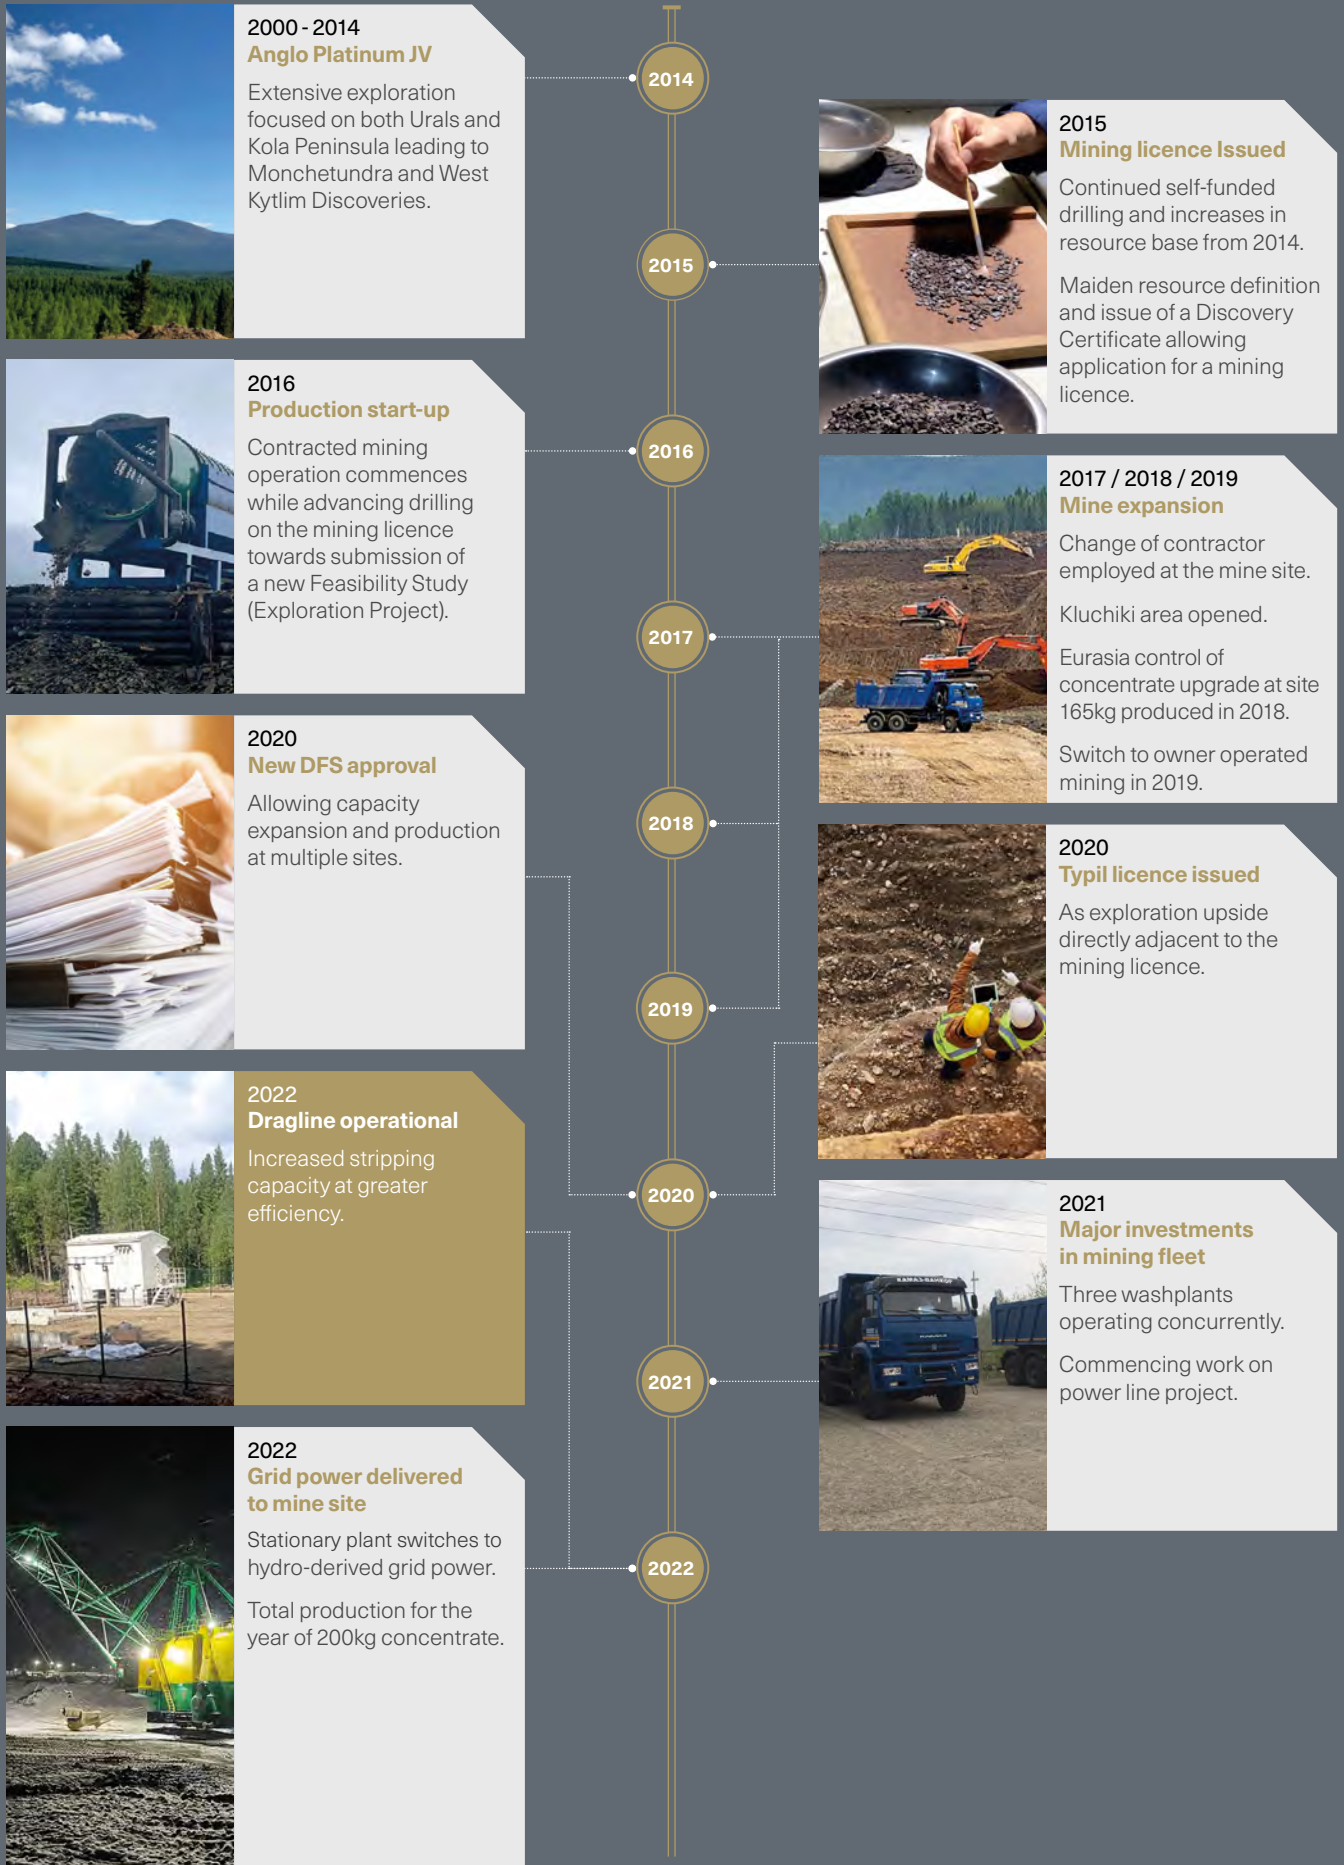 2000 - 2014
Anglo Platinum JV
Extensive exploration
focused on both Urals and
Kola Peninsula leading to
Monchetundra and West
Kytlim Discoveries.
2014
2015
Mining licence Issued
Continued self-funded
drilling and increases in
resource base from 2014.
Maiden resource definition
and issue of a Discovery
Certificate allowing
application for a mining
licence.
2015
2016
Production start-up
Contracted mining
operation commences
while advancing drilling
on the mining licence
towards submission of
a new Feasibility Study
(Exploration Project).
2016
2017 / 2018 / 2019
Mine expansion
Change of contractor
employed at the mine site.
Kluchiki area opened.
Eurasia control of
concentrate upgrade at site
165kg produced in 2018.
Switch to owner operated
mining in 2019.
2017
2018
2019
2020
New DFS approval
Allowing capacity
expansion and production
at multiple sites.
2020
Typil licence issued
As exploration upside
directly adjacent to the
mining licence.
2020
2022
Dragline operational
Increased stripping
capacity at greater
efficiency.
2021
Major investments
in mining fleet
Three washplants
operating concurrently.
Commencing work on
power line project.
2021
2022
Grid power delivered
to mine site
Stationary plant switches to
hydro-derived grid power.
Total production for the
year of 200kg concentrate.
2022